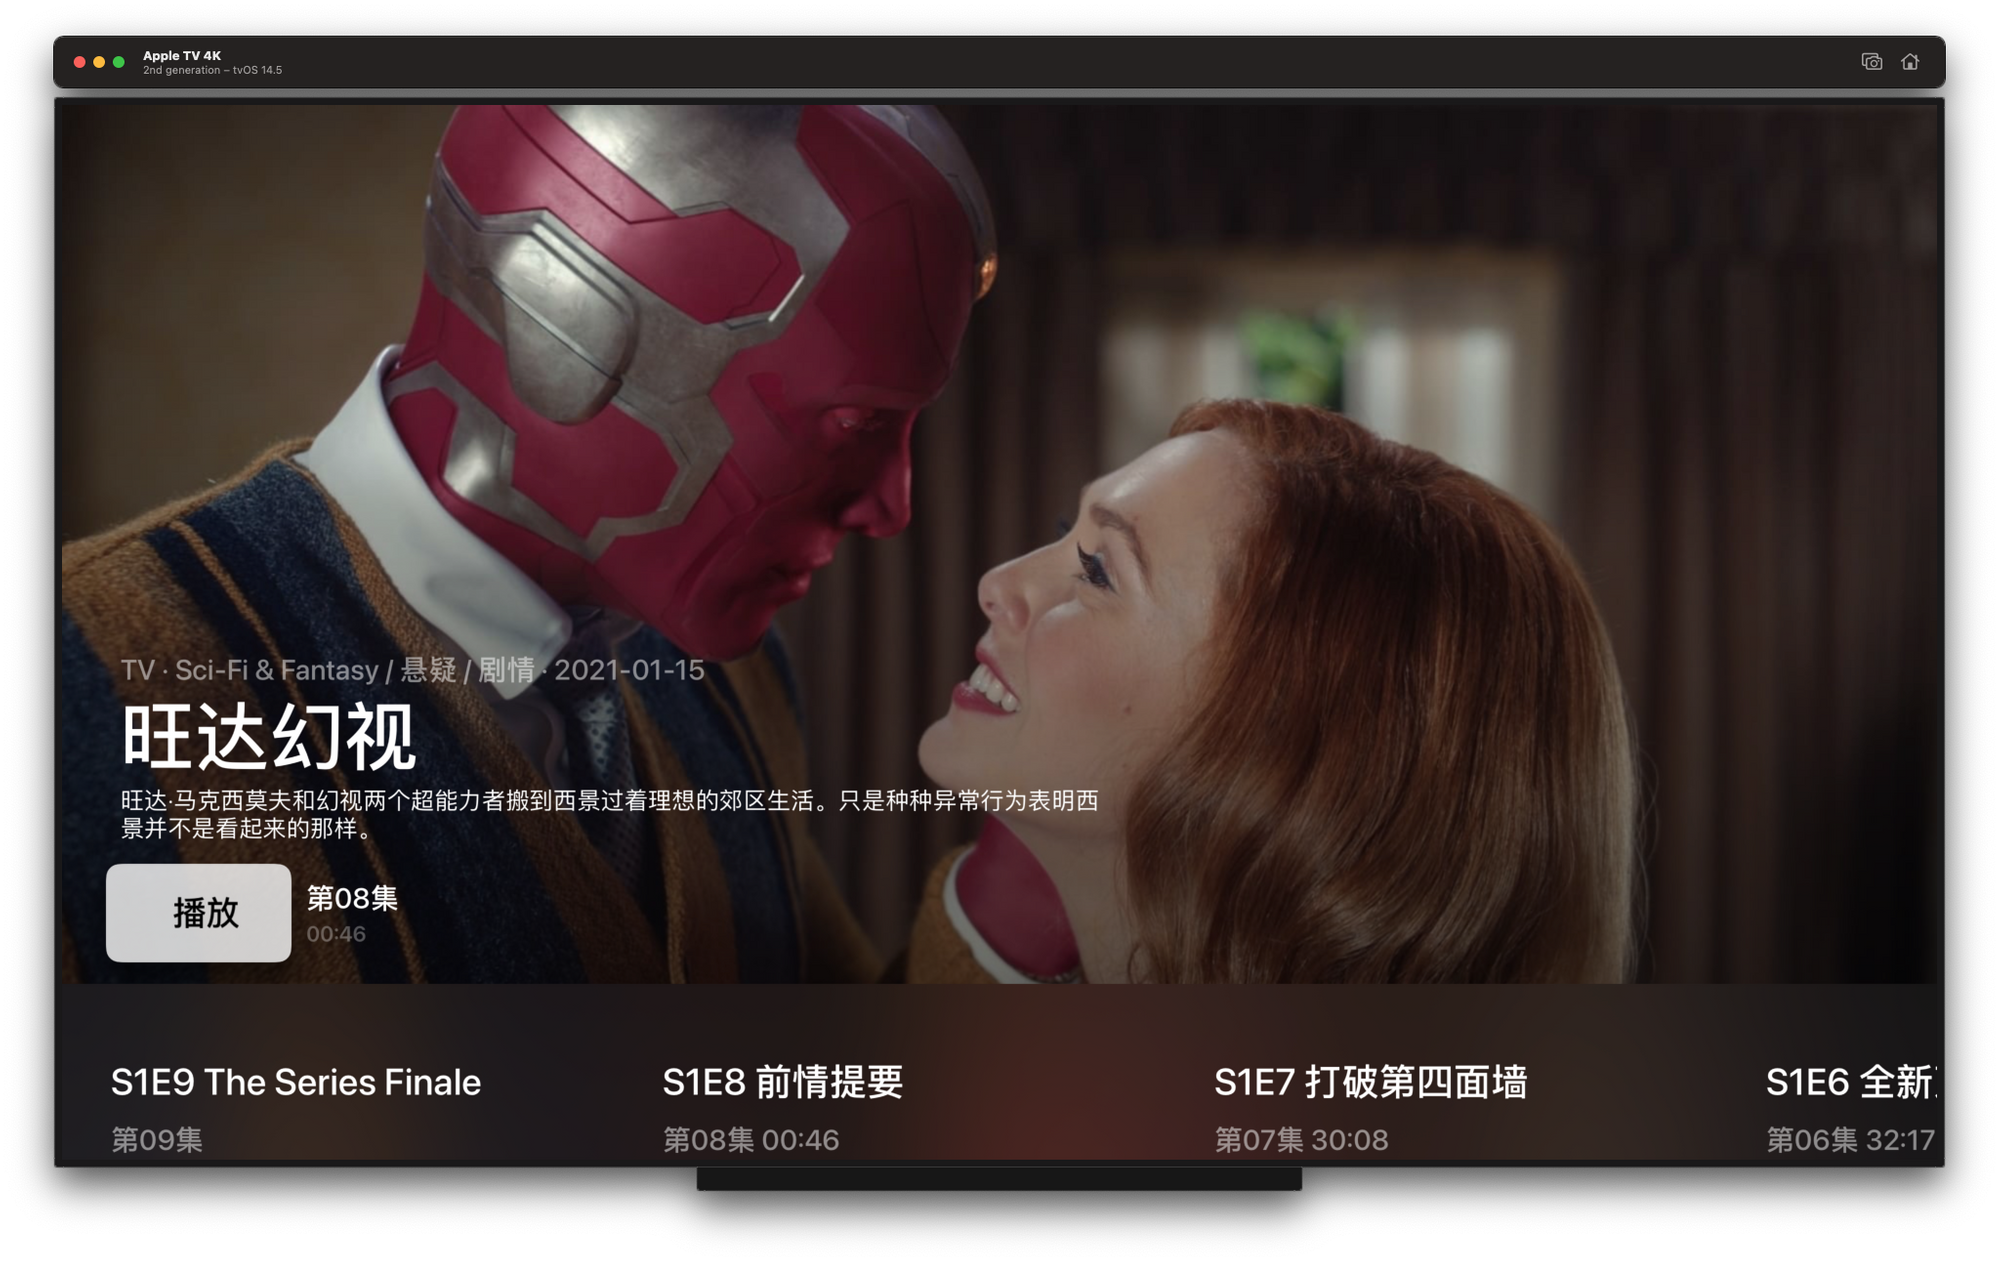 Apple TV 4K
2nd generation – tvOS 14.5
TV · Sci-Fi & Fantasy / 悬疑 / 剧情 · 2021-01-15
旺达幻视
旺达·马克西莫夫和幻视两个超能力者搬到西景过着理想的郊区生活。只是种种异常行为表明西
景并不是看起来的那样。
播放
第08集
00:46
S1E9 The Series Finale
第09集
S1E8 前情提要
第08集 00:46
S1E7 打破第四面墙
第07集 30:08
S1E6 全新
第06集 32:17